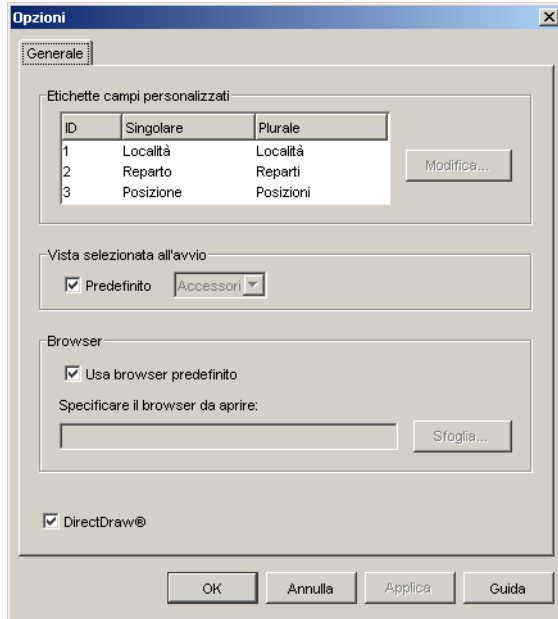 Opzioni
Generale
Etichette campi personalizzati
ID Singolare Plurale
1 Località Località
2 Reparto Reparti
3 Posizione Posizioni
Modifica...
Vista selezionata all'avvio
Predefinito Accessori
Browser
Usa browser predefinito
Specificare il browser da aprire:
Sfoglia...
DirectDraw®
OK Annulla Applica Guida